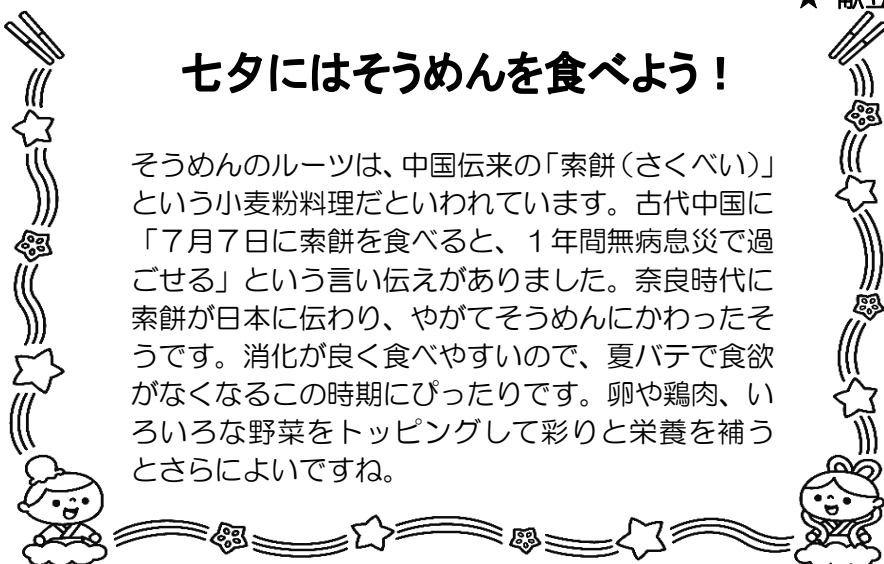 ★ 献立
七夕にはそうめんを食べよう！
そうめんのルーツは、中国伝来の「索餅（さくべい）」
という小麦粉料理だといわれています。古代中国に
「７月７日に索餅を食べると、１年間無病息災で過
ごせる」という言い伝えがありました。奈良時代に
索餅が日本に伝わり、やがてそうめんにかわったそ
うです。消化が良く食べやすいので、夏バテで食欲
がなくなるこの時期にぴったりです。卵や鶏肉、い
ろいろな野菜をトッピングして彩りと栄養を補う
とさらによいですね。